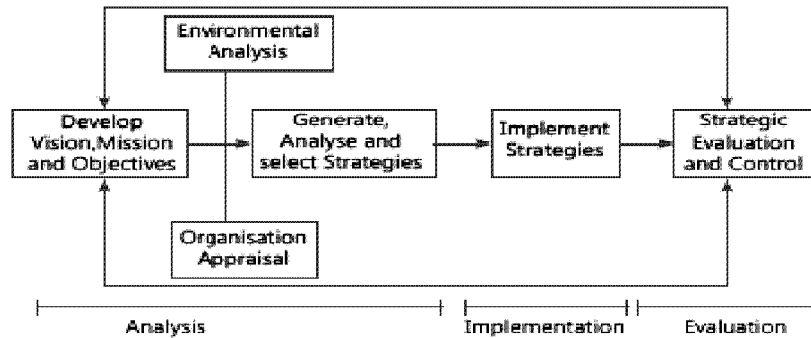 Environmental
Analysis
Develop
Vision,Mission
and Objectives
Generate,
Analyse and
select Strategies
Implement
Strategies
Strategic
Evaluation
and Control
Organisation
Appraisal
Analysis
Implementation
Evaluation